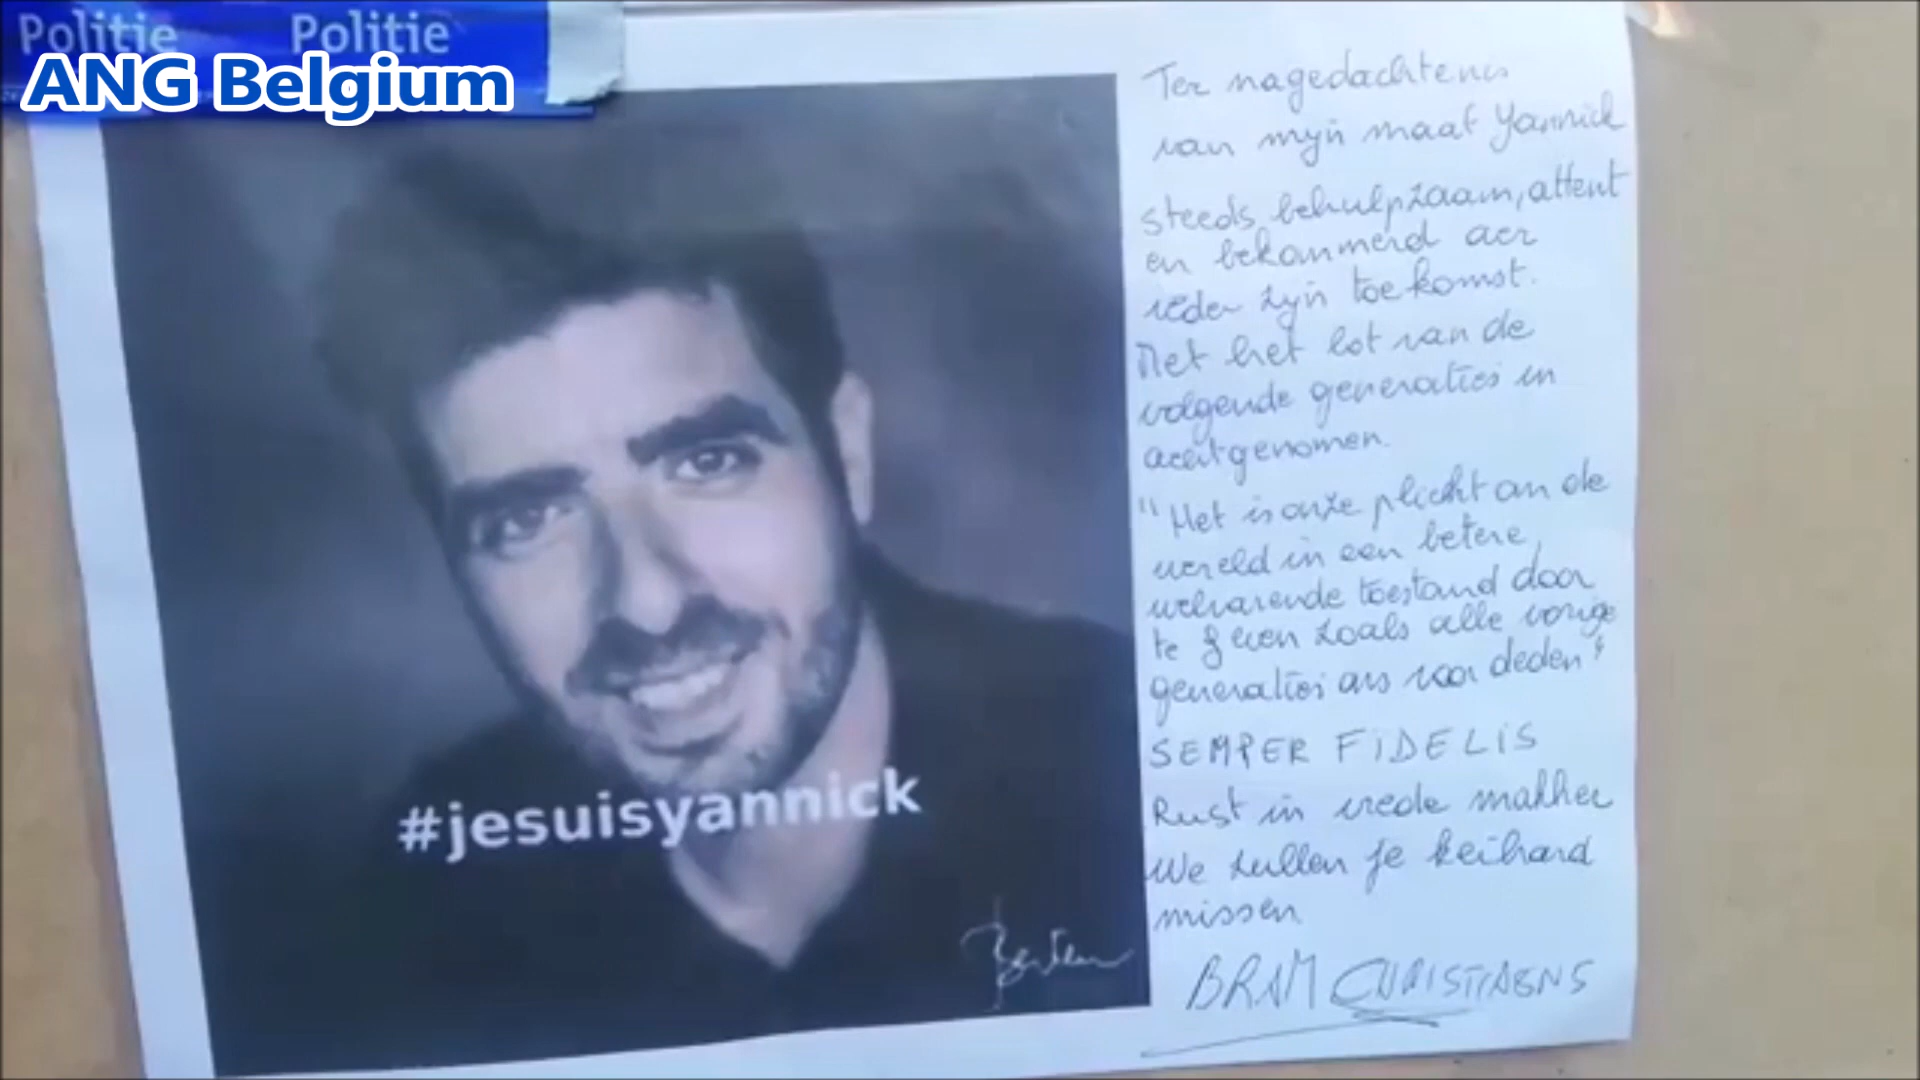 Politie Politie
ANG Belgium
Ter nagedachtenis
van mijn maat Yannick
steeds behulpzaam, attent
en bekommerd over
ieder zijn toekomst.
Met het lot van de
volgende generaties in
acht genomen.
"Het is onze plicht om de
wereld in een betere,
welvarende toestand door
te geven zoals alle vorige
generaties ons voor deden"
SEMPER FIDELIS
Rust in vrede makker
We zullen je keihard
missen
BRAM CHRISTIAENS
#jesuisyannick